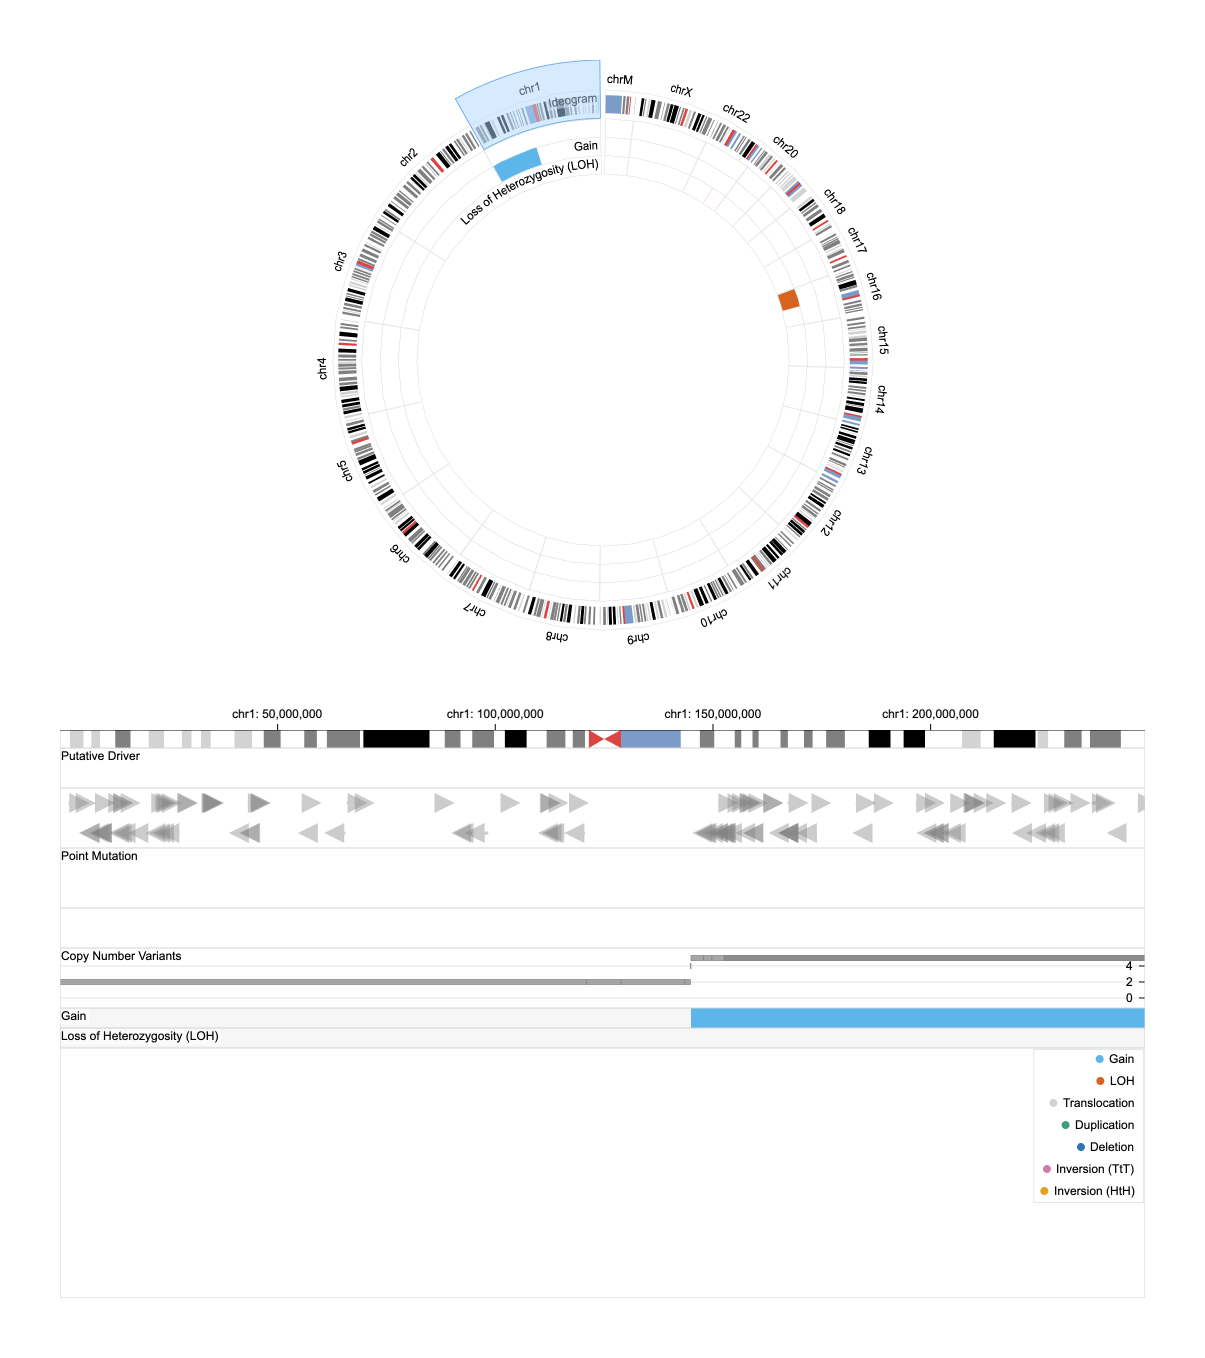 chr1
Ideogram
Gain
Loss of Heterozygosity (LOH)
chrM
chrX
chr22
chr20
chr18
chr17
chr16
chr15
chr14
chr13
chr12
chr11
chr10
chr9
chr8
chr7
chr6
chr5
chr4
chr3
chr2
chr1: 50,000,000 chr1: 100,000,000 chr1: 150,000,000 chr1: 200,000,000
Putative Driver
Point Mutation
Copy Number Variants
4
2
0
Gain
Loss of Heterozygosity (LOH)
Gain
LOH
Translocation
Duplication
Deletion
Inversion (TtT)
Inversion (HtH)